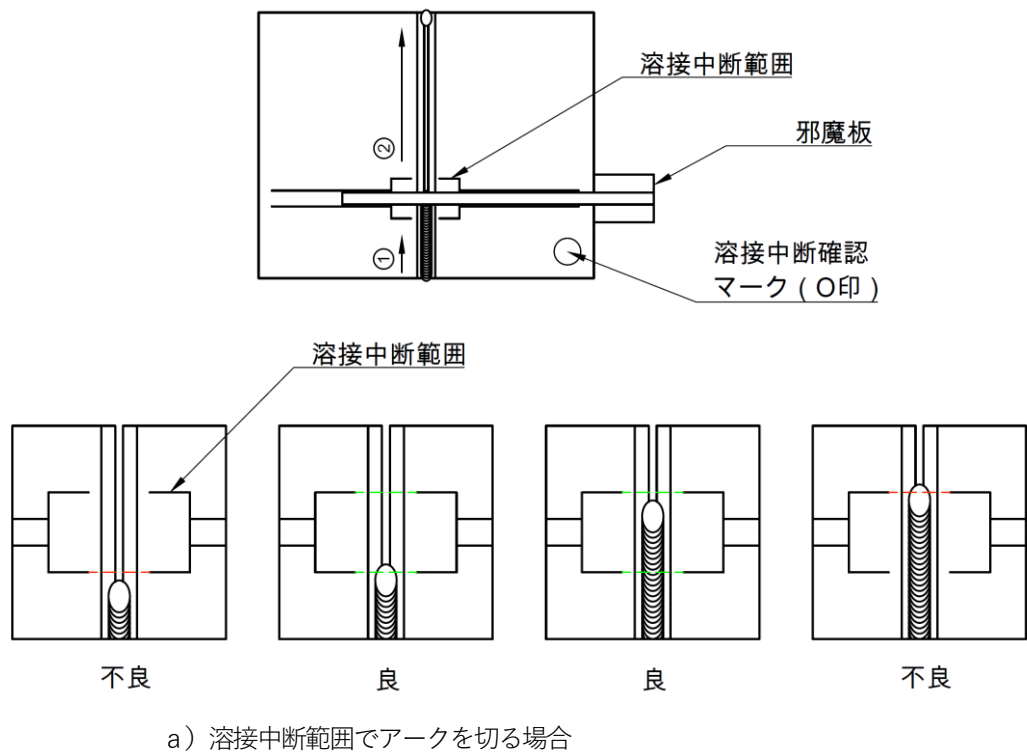 溶接中断範囲
邪魔板
②
①
溶接中断確認
マーク（O印）
溶接中断範囲
不良
良
良
不良
a）溶接中断範囲でアークを切る場合